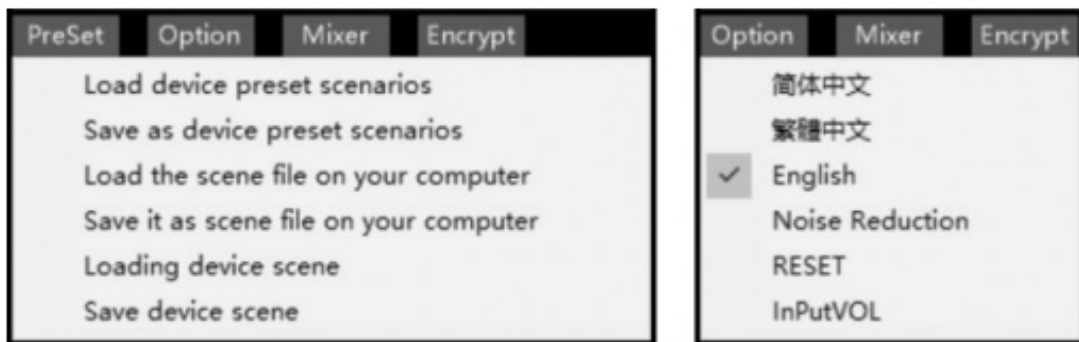 PreSet Option Mixer Encrypt
Load device preset scenarios
Save as device preset scenarios
Load the scene file on your computer
Save it as scene file on your computer
Loading device scene
Save device scene
Option Mixer Encrypt
简体中文
繁體中文
English
Noise Reduction
RESET
InPutVOL